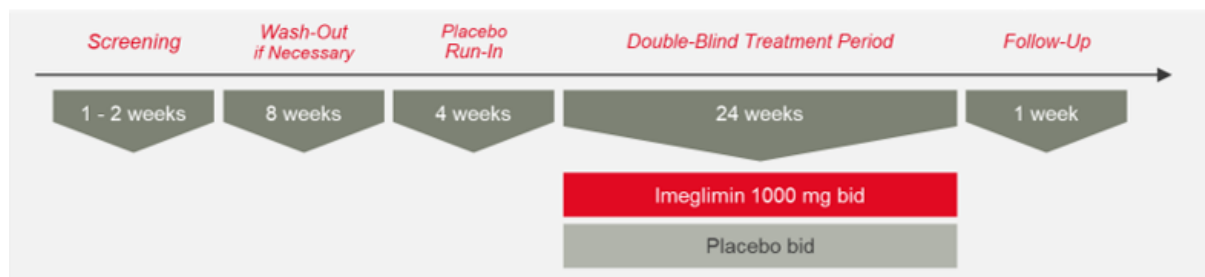 Screening
Wash-Out
if Necessary
Placebo
Run-In
Double-Blind Treatment Period
Follow-Up
1 - 2 weeks
8 weeks
4 weeks
24 weeks
1 week
Imeglimin 1000 mg bid
Placebo bid